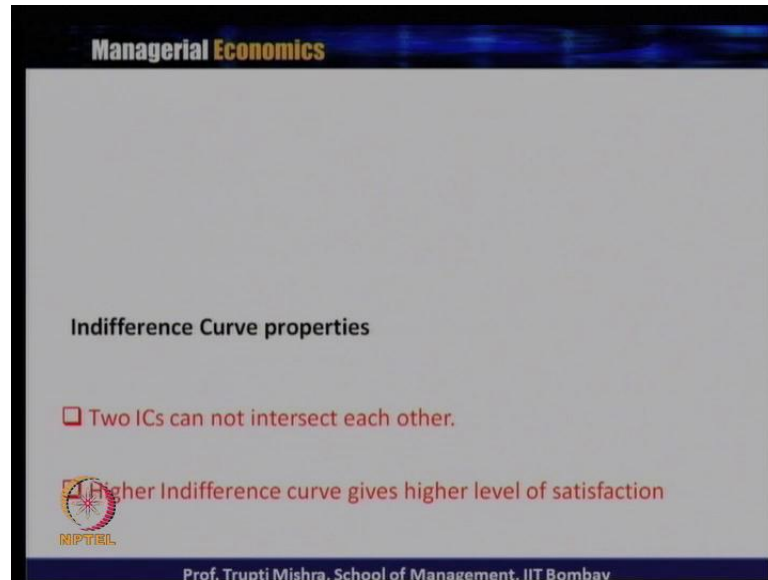 Managerial Economics
Indifference Curve properties
❑ Two ICs can not intersect each other.
❑ Higher Indifference curve gives higher level of satisfaction
NPTEL
Prof. Trupti Mishra, School of Management, IIT Bombay